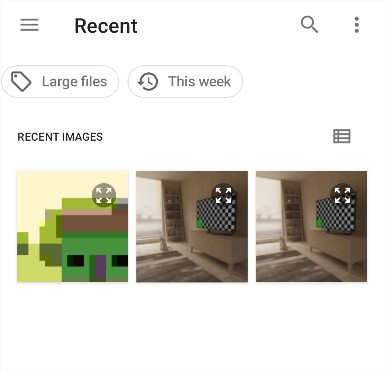 Recent
Large files
This week
RECENT IMAGES